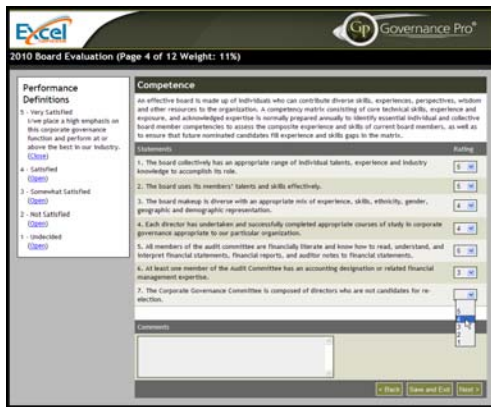 Excel
Gp Governance Pro®
2010 Board Evaluation (Page 4 of 12 Weight: 11%)
Performance
Definitions
5 - Very Satisfied
I/we place a high emphasis on
this corporate governance
function and perform at or
above the best in our industry.
(Close)
4 - Satisfied
(Open)
3 - Somewhat Satisfied
(Open)
2 - Not Satisfied
(Open)
1 - Undecided
(Open)
Competence
An effective board is made up of individuals who can contribute diverse skills, experiences, perspectives, wisdom
and other resources to the organization. A competency matrix consisting of core technical skills, experience and
exposure, and acknowledged expertise is normally prepared annually to identify essential individual and collective
board member competencies to assess the composite experience and skills of current board members, as well as
to ensure that future nominated candidates fill experience and skills gaps in the matrix.
Statements Rating
1. The board collectively has an appropriate range of individual talents, experience and industry
knowledge to accomplish its role. 5
2. The board uses its members' talents and skills effectively. 5
3. The board makeup is diverse with an appropriate mix of experience, skills, ethnicity, gender,
geographic and demographic representation. 4
4. Each director has undertaken and successfully completed appropriate courses of study in corporate
governance appropriate to our particular organization. 4
5. All members of the audit committee are financially literate and know how to read, understand, and
interpret financial statements, financial reports, and auditor notes to financial statements. 5
6. At least one member of the Audit Committee has an accounting designation or related financial
management expertise. 3
7. The Corporate Governance Committee is composed of directors who are not candidates for re-
election.
5
4
3
2
1
Comments
< Back Save and Exit Next >